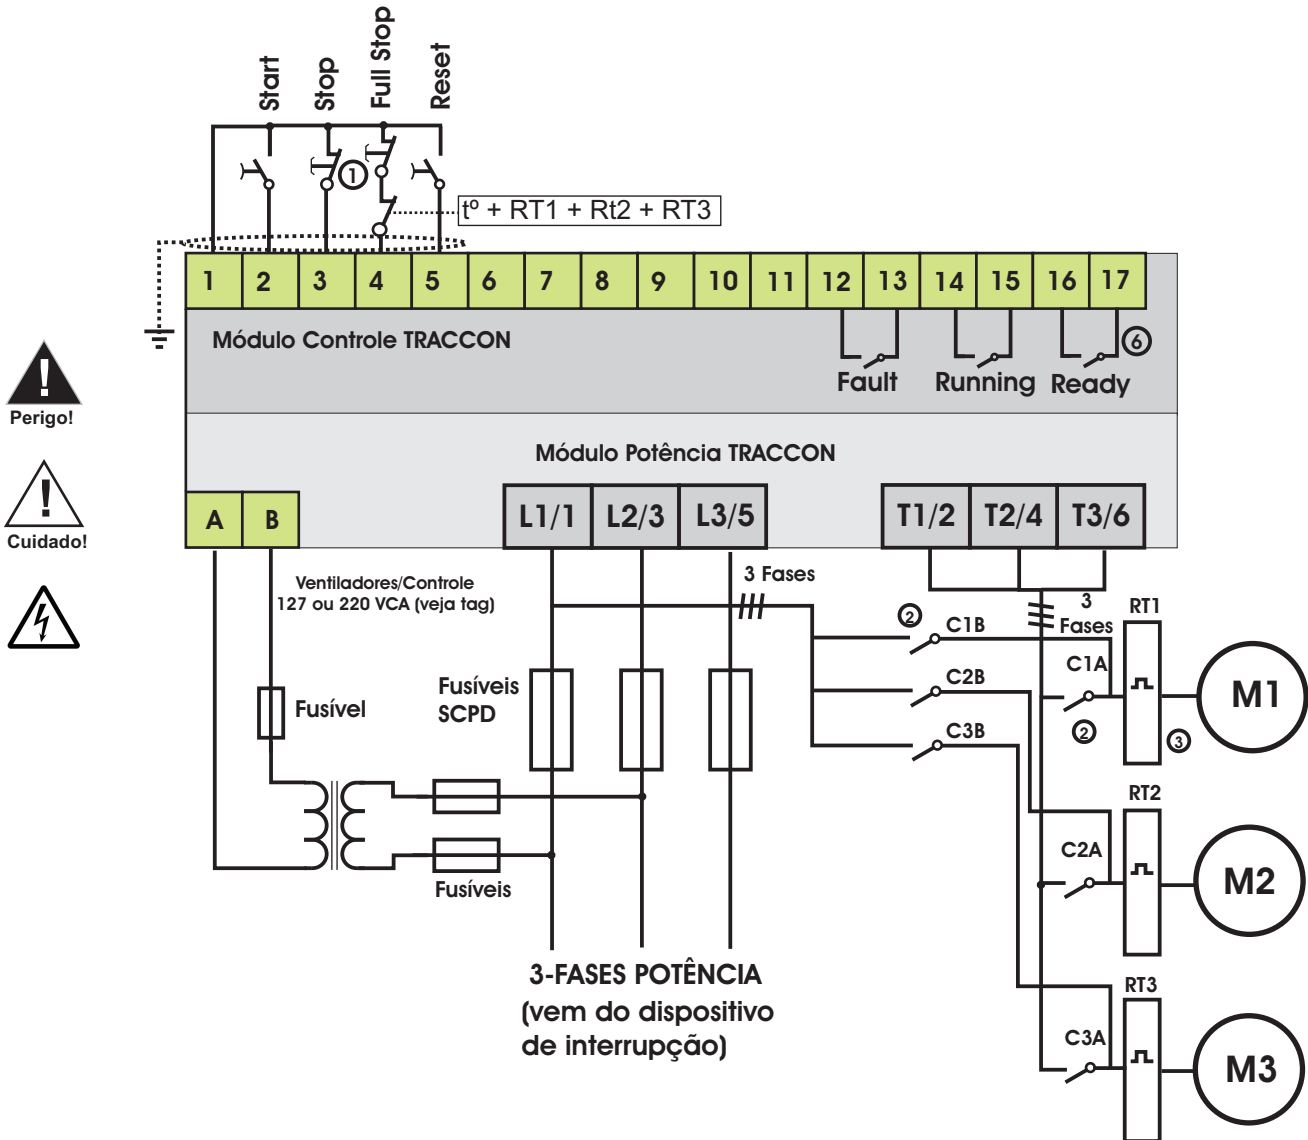 Start
Stop
Full Stop
Reset
1
tº + RT1 + Rt2 + RT3
1 2 3 4 5 6 7 8 9 10 11 12 13 14 15 16 17
Módulo Controle TRACCON
6
Fault Running Ready
!
Perigo!
!
Cuidado!
Módulo Potência TRACCON
A B L1/1 L2/3 L3/5 T1/2 T2/4 T3/6
Ventiladores/Controle
127 ou 220 VCA (veja tag)
3 Fases
3
Fases
2
C1B
C2B
C3B
RT1
C1A
2
3
M1
Fusíveis
SCPD
Fusível
Fusíveis
RT2
C2A
M2
RT3
C3A
M3
3-FASES POTÊNCIA
(vem do dispositivo
de interrupção)